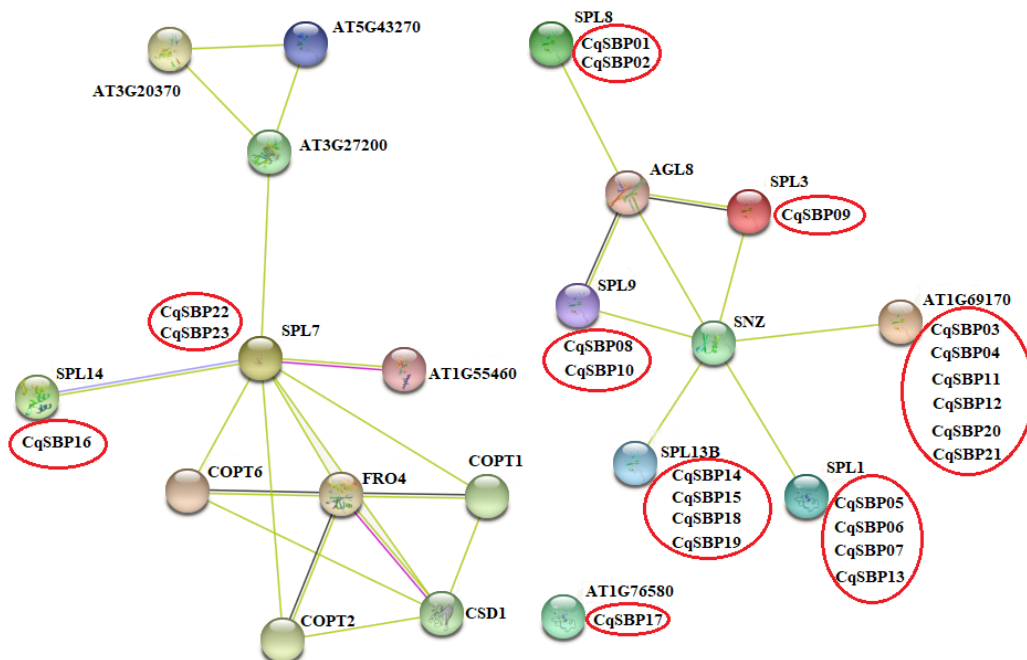 AT5G43270
AT3G20370
AT3G27200
CqSBP22
CqSBP23
SPL7
SPL14
CqSBP16
AT1G55460
COPT6
FRO4
COPT1
COPT2
CSD1
SPL8
CqSBP01
CqSBP02
AGL8
SPL3
CqSBP09
SPL9
CqSBP08
CqSBP10
SNZ
AT1G69170
CqSBP03
CqSBP04
CqSBP11
CqSBP12
CqSBP20
CqSBP21
SPL13B
CqSBP14
CqSBP15
CqSBP18
CqSBP19
SPL1
CqSBP05
CqSBP06
CqSBP07
CqSBP13
AT1G76580
CqSBP17